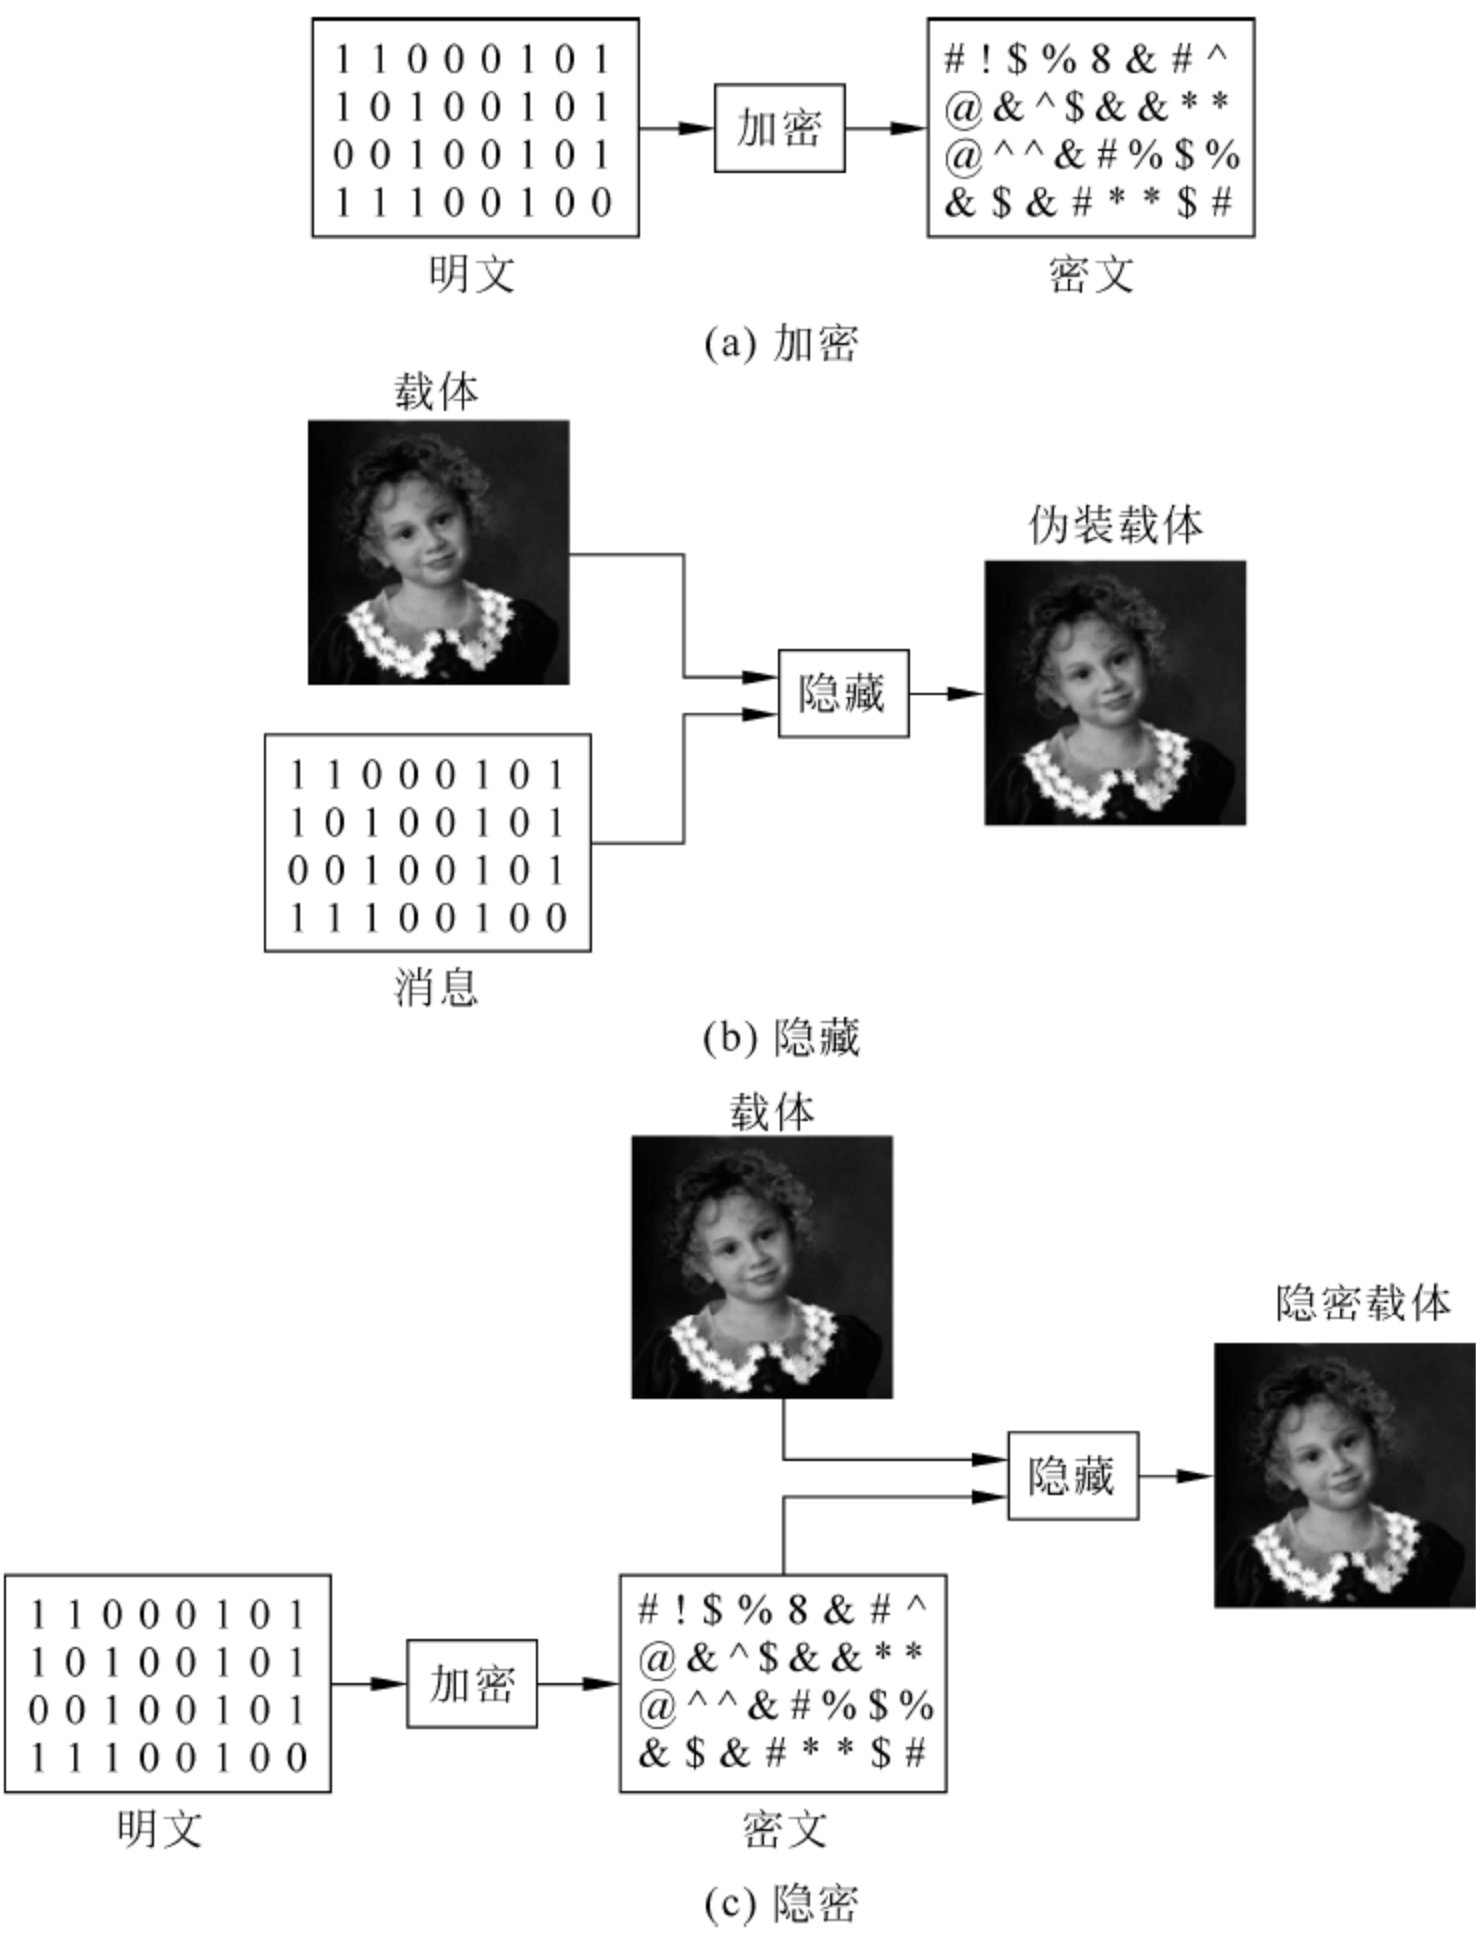 1 1 0 0 0 1 0 1
1 0 1 0 0 1 0 1
0 0 1 0 0 1 0 1
1 1 1 0 0 1 0 0
明文
加密
# ! $ % 8 & # ^
@ & ^ $ & & * *
@ ^ ^ & # % $ %
& $ & # * * $ #
密文
(a) 加密
载体
1 1 0 0 0 1 0 1
1 0 1 0 0 1 0 1
0 0 1 0 0 1 0 1
1 1 1 0 0 1 0 0
消息
隐藏
伪装载体
(b) 隐藏
载体
1 1 0 0 0 1 0 1
1 0 1 0 0 1 0 1
0 0 1 0 0 1 0 1
1 1 1 0 0 1 0 0
明文
加密
# ! $ % 8 & # ^
@ & ^ $ & & * *
@ ^ ^ & # % $ %
& $ & # * * $ #
密文
隐藏
隐密载体
(c) 隐密